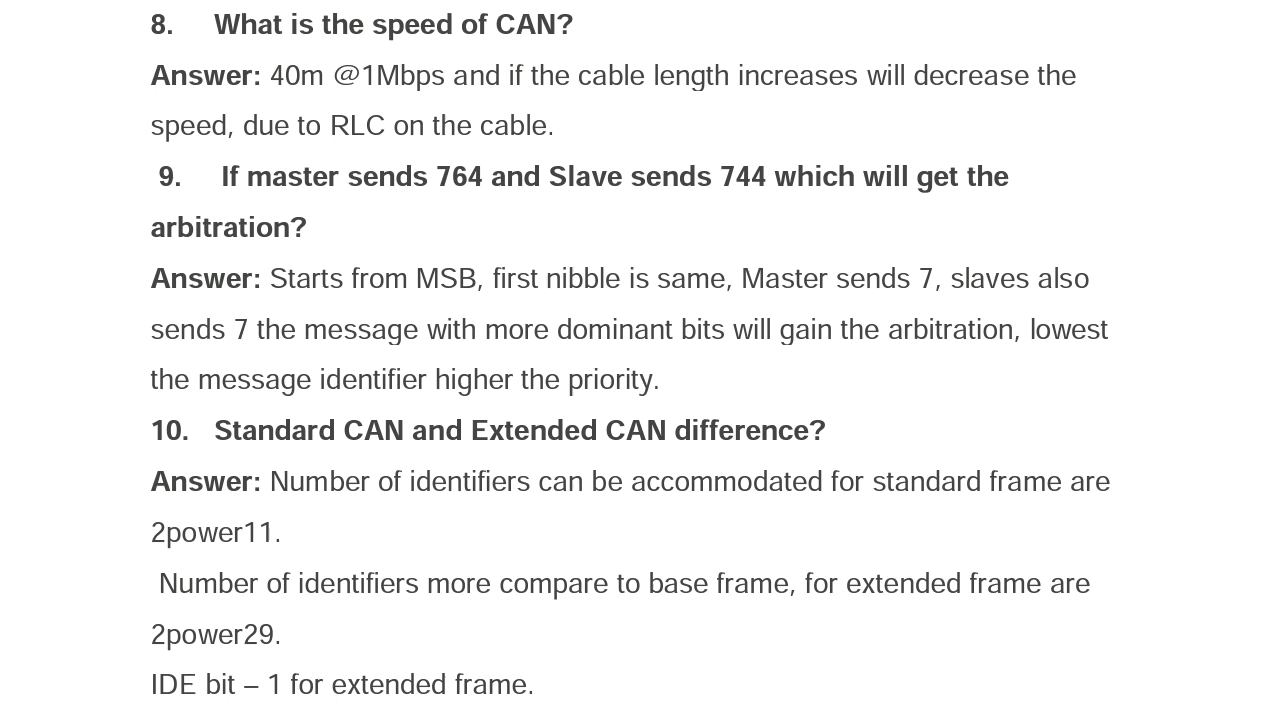 8. What is the speed of CAN?
Answer: 40m @1Mbps and if the cable length increases will decrease the
speed, due to RLC on the cable.
9. If master sends 764 and Slave sends 744 which will get the
arbitration?
Answer: Starts from MSB, first nibble is same, Master sends 7, slaves also
sends 7 the message with more dominant bits will gain the arbitration, lowest
the message identifier higher the priority.
10. Standard CAN and Extended CAN difference?
Answer: Number of identifiers can be accommodated for standard frame are
2power11.
Number of identifiers more compare to base frame, for extended frame are
2power29.
IDE bit – 1 for extended frame.